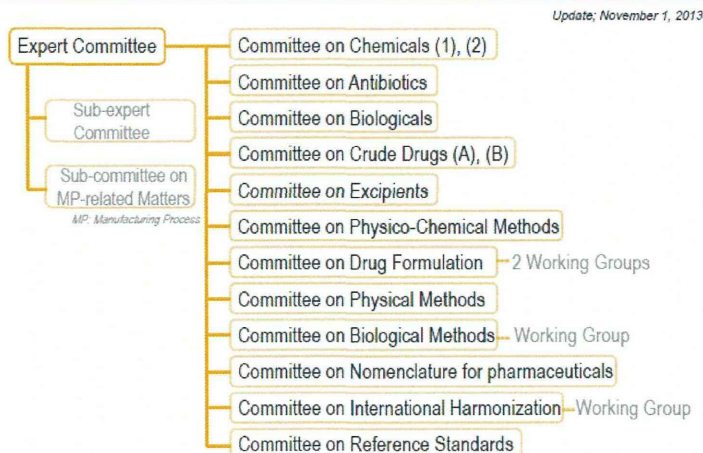 Update; November 1, 2013
Expert Committee
Sub-expert
Committee
Sub-committee on
MP-related Matters
MP: Manufacturing Process
Committee on Chemicals (1), (2)
Committee on Antibiotics
Committee on Biologicals
Committee on Crude Drugs (A), (B)
Committee on Excipients
Committee on Physico-Chemical Methods
Committee on Drug Formulation 2 Working Groups
Committee on Physical Methods
Committee on Biological Methods Working Group
Committee on Nomenclature for pharmaceuticals
Committee on International Harmonization Working Group
Committee on Reference Standards